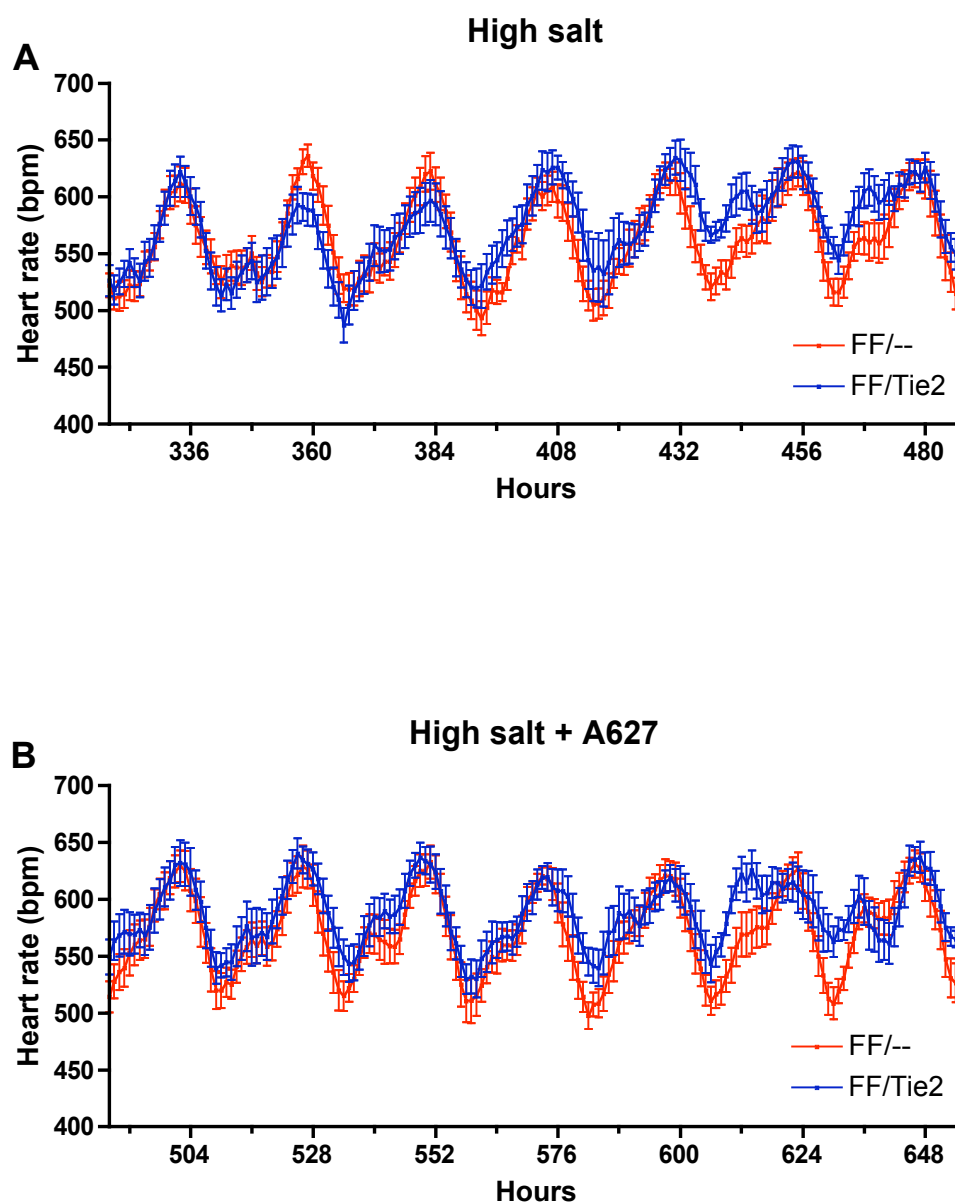 High salt
A
Heart rate (bpm)
700
650
600
550
500
450
400
FF/--
FF/Tie2
336 360 384 408 432 456 480
Hours
High salt + A627
B
Heart rate (bpm)
700
650
600
550
500
450
400
FF/--
FF/Tie2
504 528 552 576 600 624 648
Hours